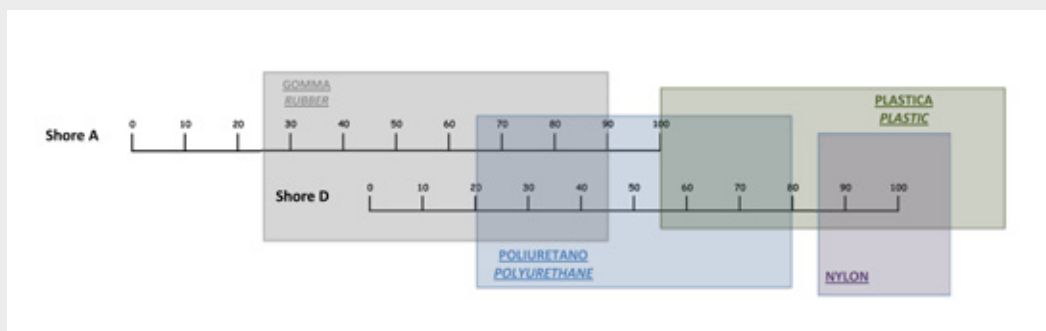 GOMMA
RUBBER
PLASTICA
PLASTIC
Shore A
0 10 20 30 40 50 60 70 80 90 100
Shore D
0 10 20 30 40 50 60 70 80 90 100
POLIURETANO
POLYURETHANE
NYLON